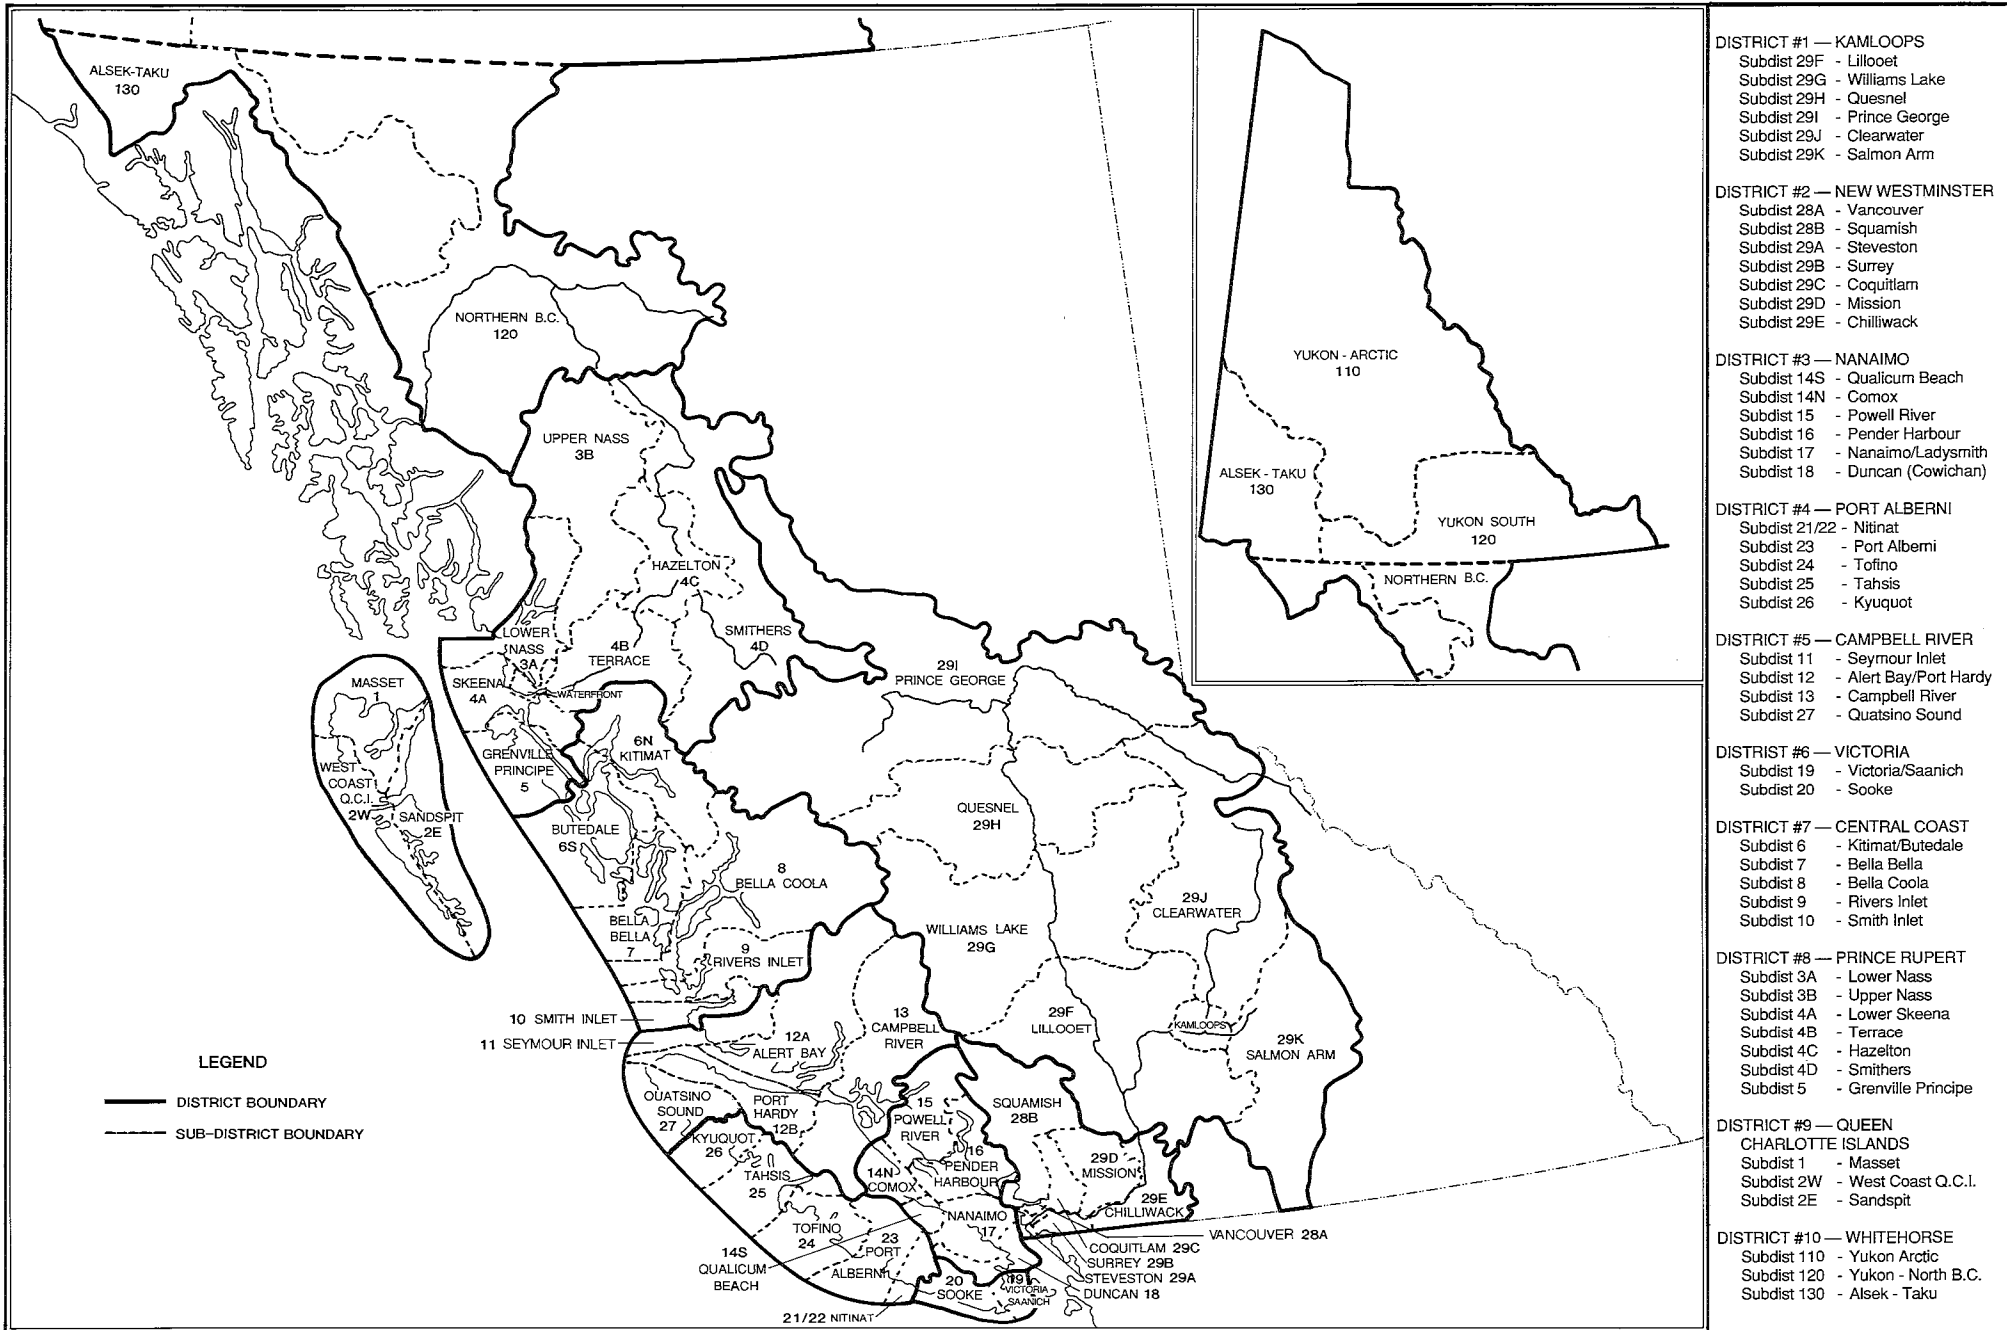 ALSEK-TAKU
130
NORTHERN B.C.
120
UPPER NASS
3B
HAZELTON
4C
LOWER
NASS
3A
4B
TERRACE
SMITHERS
4D
SKEENA
4A
WATERFRONT
MASSET
1
WEST
COAST
Q.C.I.
2W
SANDSPIT
2E
GRENVILLE
PRINCIPE
5
6N
KITIMAT
29I
PRINCE GEORGE
BUTEDALE
6S
QUESNEL
29H
8
BELLA COOLA
BELLA
BELLA
7
9
RIVERS INLET
29J
CLEARWATER
WILLIAMS LAKE
29G
10 SMITH INLET
11 SEYMOUR INLET
12A
ALERT BAY
13
CAMPBELL
RIVER
29F
LILLOOET
KAMLOOPS
29K
SALMON ARM
QUATSINO
SOUND
27
PORT
HARDY
12B
15
POWELL
RIVER
SQUAMISH
28B
KYUQUOT
26
TAHSIS
25
14N
COMOX
16
PENDER
HARBOUR
29D
MISSION
29E
CHILLIWACK
TOFINO
24
23
PORT
ALBERNI
NANAIMO
17
14S
QUALICUM
BEACH
20
SOOKE
19
VICTORIA
SAANICH
21/22 NITINAT
VANCOUVER 28A
COQUITLAM 29C
SURREY 29B
STEVESTON 29A
DUNCAN 18
LEGEND
DISTRICT BOUNDARY
SUB-DISTRICT BOUNDARY
YUKON - ARCTIC
110
ALSEK - TAKU
130
YUKON SOUTH
120
NORTHERN B.C.
DISTRICT #1 — KAMLOOPS
Subdist 29F - Lillooet
Subdist 29G - Williams Lake
Subdist 29H - Quesnel
Subdist 29I - Prince George
Subdist 29J - Clearwater
Subdist 29K - Salmon Arm
DISTRICT #2 — NEW WESTMINSTER
Subdist 28A - Vancouver
Subdist 28B - Squamish
Subdist 29A - Steveston
Subdist 29B - Surrey
Subdist 29C - Coquitlam
Subdist 29D - Mission
Subdist 29E - Chilliwack
DISTRICT #3 — NANAIMO
Subdist 14S - Qualicum Beach
Subdist 14N - Comox
Subdist 15 - Powell River
Subdist 16 - Pender Harbour
Subdist 17 - Nanaimo/Ladysmith
Subdist 18 - Duncan (Cowichan)
DISTRICT #4 — PORT ALBERNI
Subdist 21/22 - Nitinat
Subdist 23 - Port Alberni
Subdist 24 - Tofino
Subdist 25 - Tahsis
Subdist 26 - Kyuquot
DISTRICT #5 — CAMPBELL RIVER
Subdist 11 - Seymour Inlet
Subdist 12 - Alert Bay/Port Hardy
Subdist 13 - Campbell River
Subdist 27 - Quatsino Sound
DISTRIST #6 — VICTORIA
Subdist 19 - Victoria/Saanich
Subdist 20 - Sooke
DISTRICT #7 — CENTRAL COAST
Subdist 6 - Kitimat/Butedale
Subdist 7 - Bella Bella
Subdist 8 - Bella Coola
Subdist 9 - Rivers Inlet
Subdist 10 - Smith Inlet
DISTRICT #8 — PRINCE RUPERT
Subdist 3A - Lower Nass
Subdist 3B - Upper Nass
Subdist 4A - Lower Skeena
Subdist 4B - Terrace
Subdist 4C - Hazelton
Subdist 4D - Smithers
Subdist 5 - Grenville Principe
DISTRICT #9 — QUEEN
CHARLOTTE ISLANDS
Subdist 1 - Masset
Subdist 2W - West Coast Q.C.I.
Subdist 2E - Sandspit
DISTRICT #10 — WHITEHORSE
Subdist 110 - Yukon Arctic
Subdist 120 - Yukon - North B.C.
Subdist 130 - Alsek - Taku